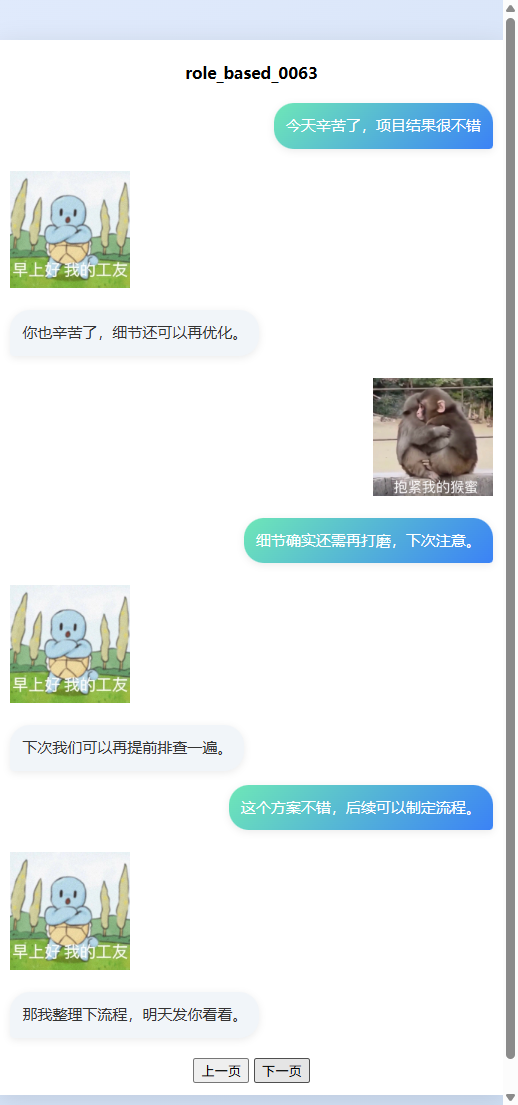 role_based_0063
今天辛苦了，项目结果很不错
早上好 我的工友
你也辛苦了，细节还可以再优化。
抱紧我的猴蜜
细节确实还需再打磨，下次注意。
早上好 我的工友
下次我们可以再提前排查一遍。
这个方案不错，后续可以制定流程。
早上好 我的工友
那我整理下流程，明天发你看看。
上一页 下一页